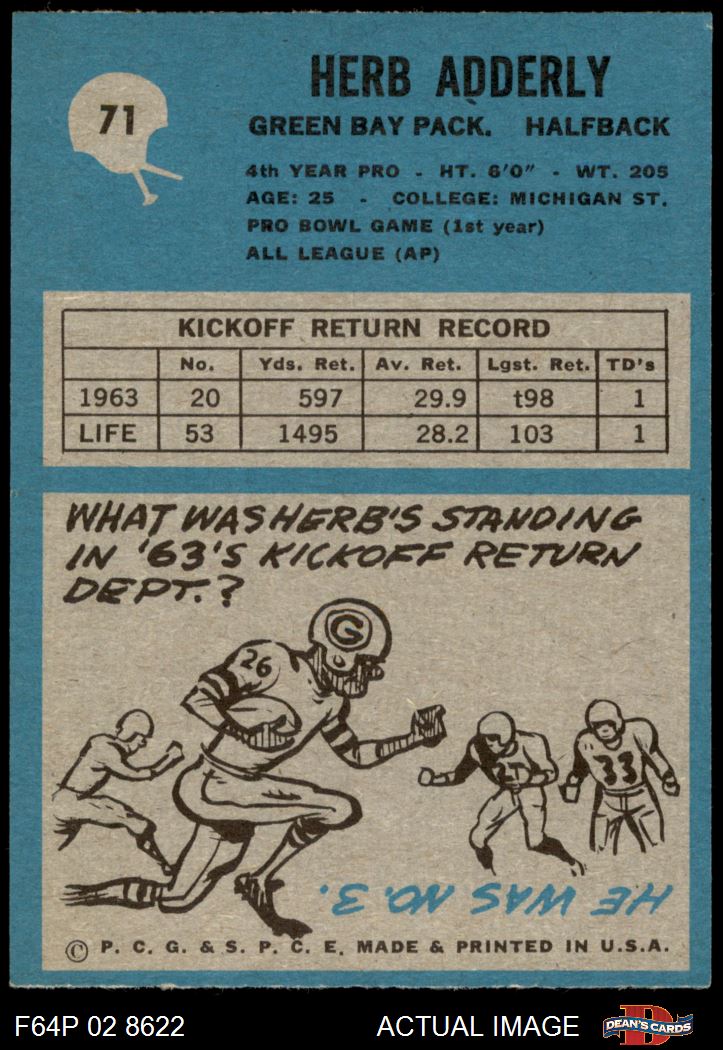 71
HERB ADDERLY
GREEN BAY PACK. HALFBACK
4th YEAR PRO - HT. 6'0" - WT. 205
AGE: 25 - COLLEGE: MICHIGAN ST.
PRO BOWL GAME (1st year)
ALL LEAGUE (AP)
KICKOFF RETURN RECORD
No. Yds. Ret. Av. Ret. Lgst. Ret. TD's
1963 20 597 29.9 t98 1
LIFE 53 1495 28.2 103 1
WHAT WAS HERB'S STANDING
IN '63'S KICKOFF RETURN
DEPT.?
G
26
27
33
HE WAS NO. 3.
© P. C. G. & S. P. C. E. MADE & PRINTED IN U.S.A.
F64P 02 8622 ACTUAL IMAGE
D
DEAN'S CARDS